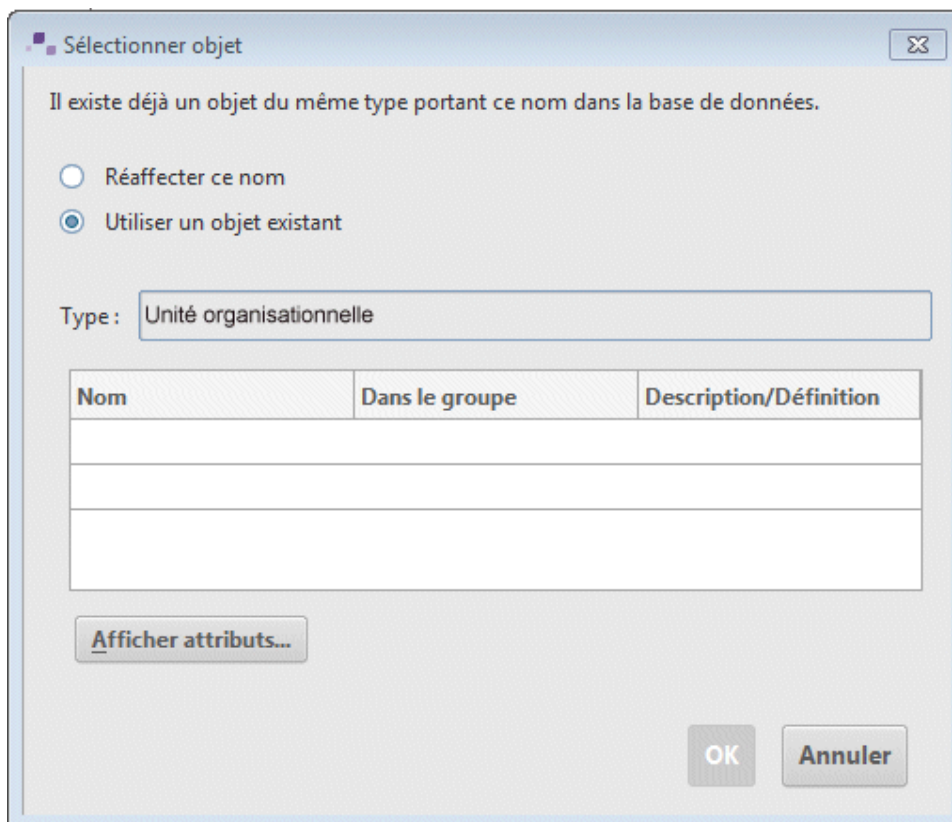 Sélectionner objet
Il existe déjà un objet du même type portant ce nom dans la base de données.
Réaffecter ce nom
Utiliser un objet existant
Type : Unité organisationnelle
Nom Dans le groupe Description/Définition
Afficher attributs...
OK Annuler